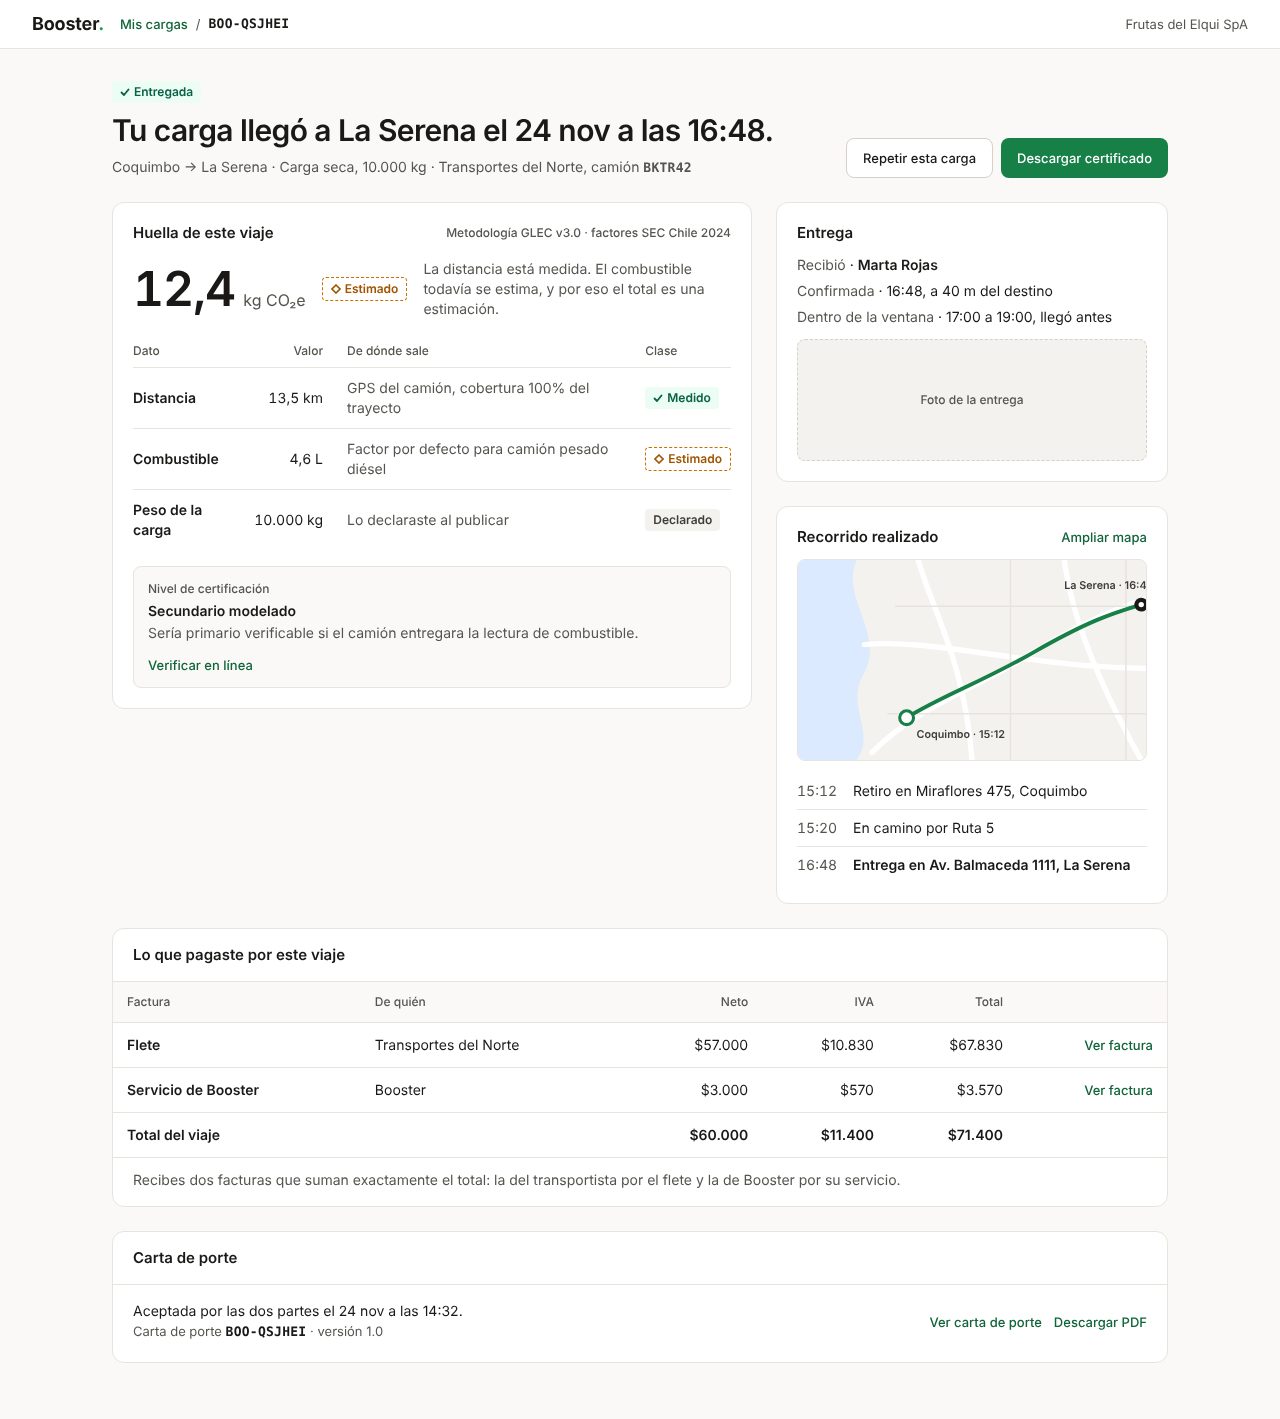 Booster. Mis cargas / BOO-QSJHEI
Frutas del Elqui SpA
Entregada
Tu carga llegó a La Serena el 24 nov a las 16:48.
Coquimbo → La Serena · Carga seca, 10.000 kg · Transportes del Norte, camión BKTR42
Repetir esta carga
Descargar certificado
Huella de este viaje
Metodología GLEC v3.0 · factores SEC Chile 2024
12,4 kg CO₂e
Estimado
La distancia está medida. El combustible
todavía se estima, y por eso el total es una
estimación.
Dato Valor De dónde sale Clase
Distancia 13,5 km GPS del camión, cobertura 100% del
trayecto
Medido
Combustible 4,6 L Factor por defecto para camión pesado
diésel
Estimado
Peso de la
carga
10.000 kg Lo declaraste al publicar Declarado
Nivel de certificación
Secundario modelado
Sería primario verificable si el camión entregara la lectura de combustible.
Verificar en línea
Entrega
Recibió · Marta Rojas
Confirmada · 16:48, a 40 m del destino
Dentro de la ventana · 17:00 a 19:00, llegó antes
Foto de la entrega
Recorrido realizado
Ampliar mapa
La Serena · 16:4
Coquimbo · 15:12
15:12 Retiro en Miraflores 475, Coquimbo
15:20 En camino por Ruta 5
16:48 Entrega en Av. Balmaceda 1111, La Serena
Lo que pagaste por este viaje
Factura De quién Neto IVA Total
Flete Transportes del Norte $57.000 $10.830 $67.830 Ver factura
Servicio de Booster Booster $3.000 $570 $3.570 Ver factura
Total del viaje $60.000 $11.400 $71.400
Recibes dos facturas que suman exactamente el total: la del transportista por el flete y la de Booster por su servicio.
Carta de porte
Aceptada por las dos partes el 24 nov a las 14:32.
Carta de porte BOO-QSJHEI · versión 1.0
Ver carta de porte Descargar PDF